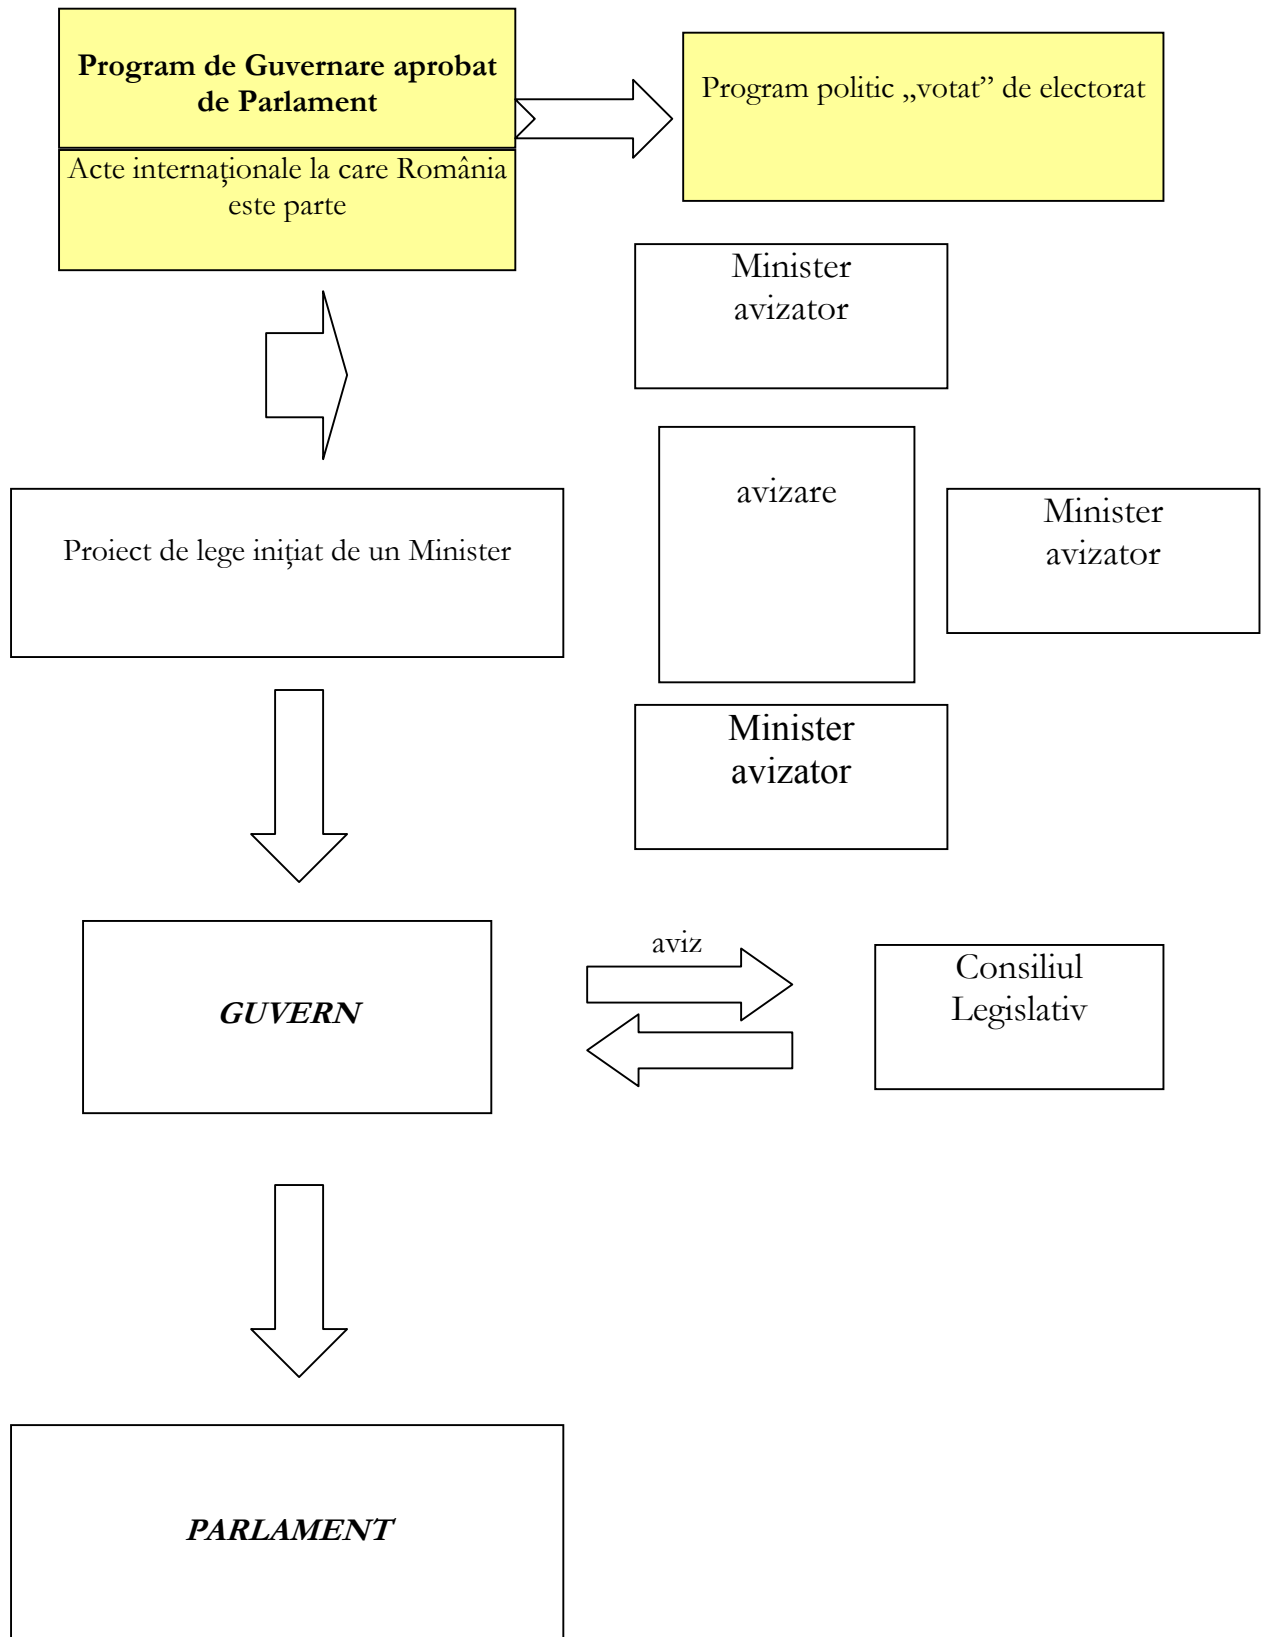 Program de Guvernare aprobat
de Parlament
Program politic „votat” de electorat
Acte internaţionale la care România
este parte
Minister
avizator
avizare
Minister
avizator
Proiect de lege iniţiat de un Minister
Minister
avizator
aviz
GUVERN
Consiliul
Legislativ
PARLAMENT